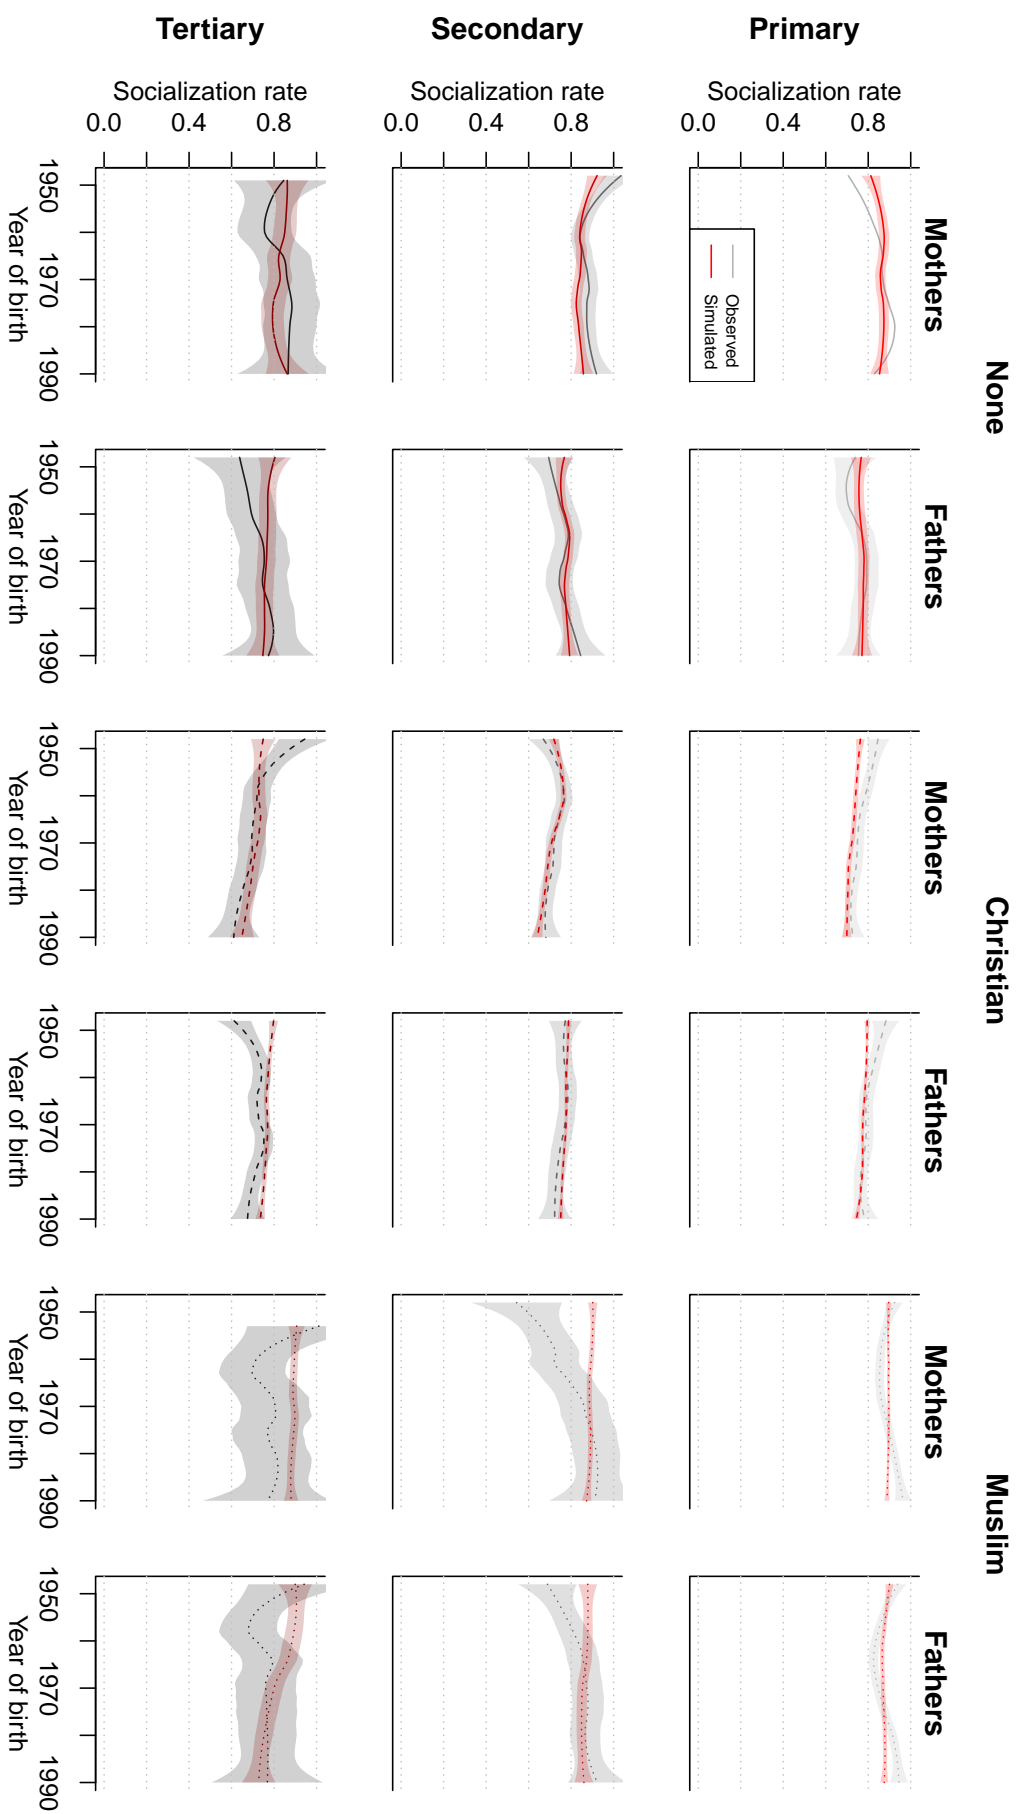 None
Christian
Muslim
Mothers
Fathers
Mothers
Fathers
Mothers
Fathers
Primary
Socialization rate
0.0 0.4 0.8
Observed
Simulated
Secondary
Socialization rate
0.0 0.4 0.8
Tertiary
Socialization rate
0.0 0.4 0.8
1950 1970 1990
Year of birth
1950 1970 1990
Year of birth
1950 1970 1990
Year of birth
1950 1970 1990
Year of birth
1950 1970 1990
Year of birth
1950 1970 1990
Year of birth